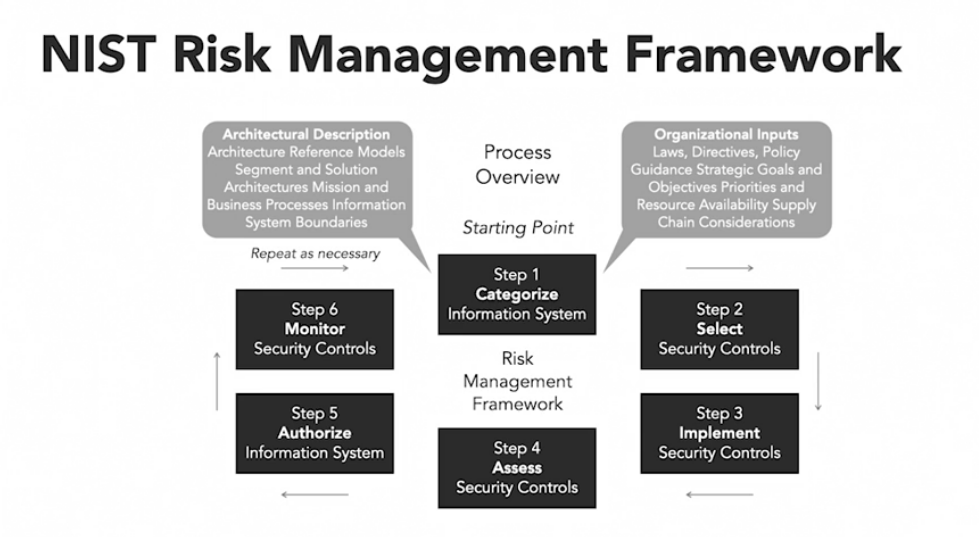 NIST Risk Management Framework
Architectural Description
Architecture Reference Models
Segment and Solution
Architectures Mission and
Business Processes Information
System Boundaries
Process
Overview
Starting Point
Organizational Inputs
Laws, Directives, Policy
Guidance Strategic Goals and
Objectives Priorities and
Resource Availability Supply
Chain Considerations
Repeat as necessary
Step 1
Categorize
Information System
Step 2
Select
Security Controls
Step 3
Implement
Security Controls
Step 4
Assess
Security Controls
Step 5
Authorize
Information System
Step 6
Monitor
Security Controls
Risk
Management
Framework